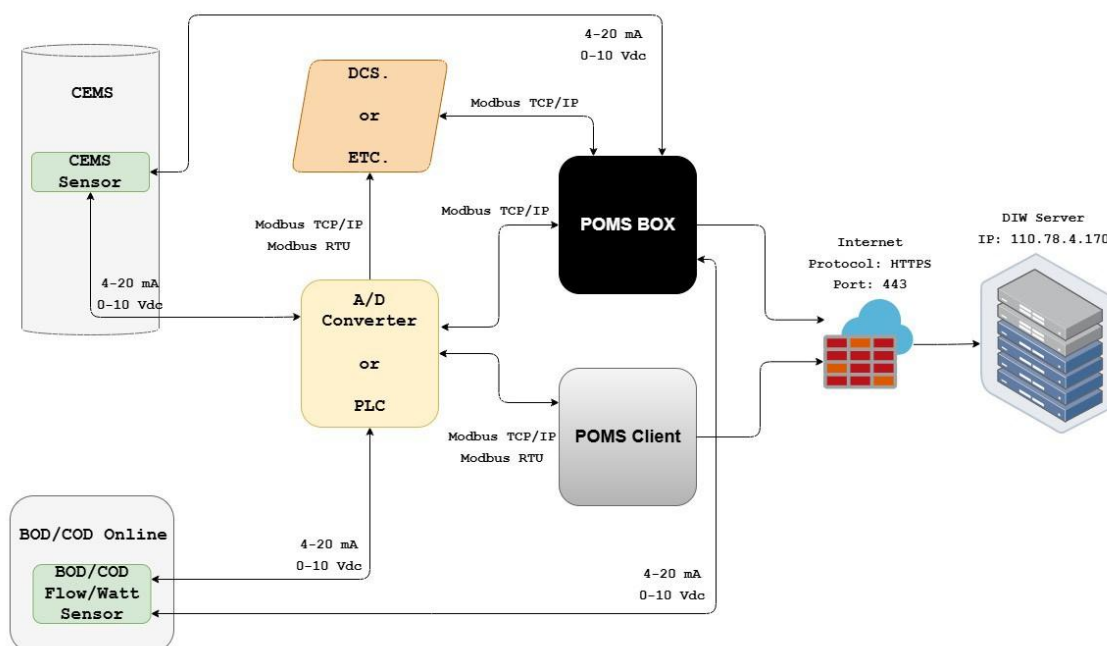 4-20 mA
0-10 Vdc
CEMS
DCS.
or
ETC.
Modbus TCP/IP
CEMS
Sensor
Modbus TCP/IP
Modbus RTU
Modbus TCP/IP
POMS BOX
DIW Server
IP: 110.78.4.170
Internet
Protocol: HTTPS
Port: 443
4-20 mA
0-10 Vdc
A/D
Converter
or
PLC
Modbus TCP/IP
Modbus RTU
POMS Client
BOD/COD Online
4-20 mA
0-10 Vdc
BOD/COD
Flow/Watt
Sensor
4-20 mA
0-10 Vdc